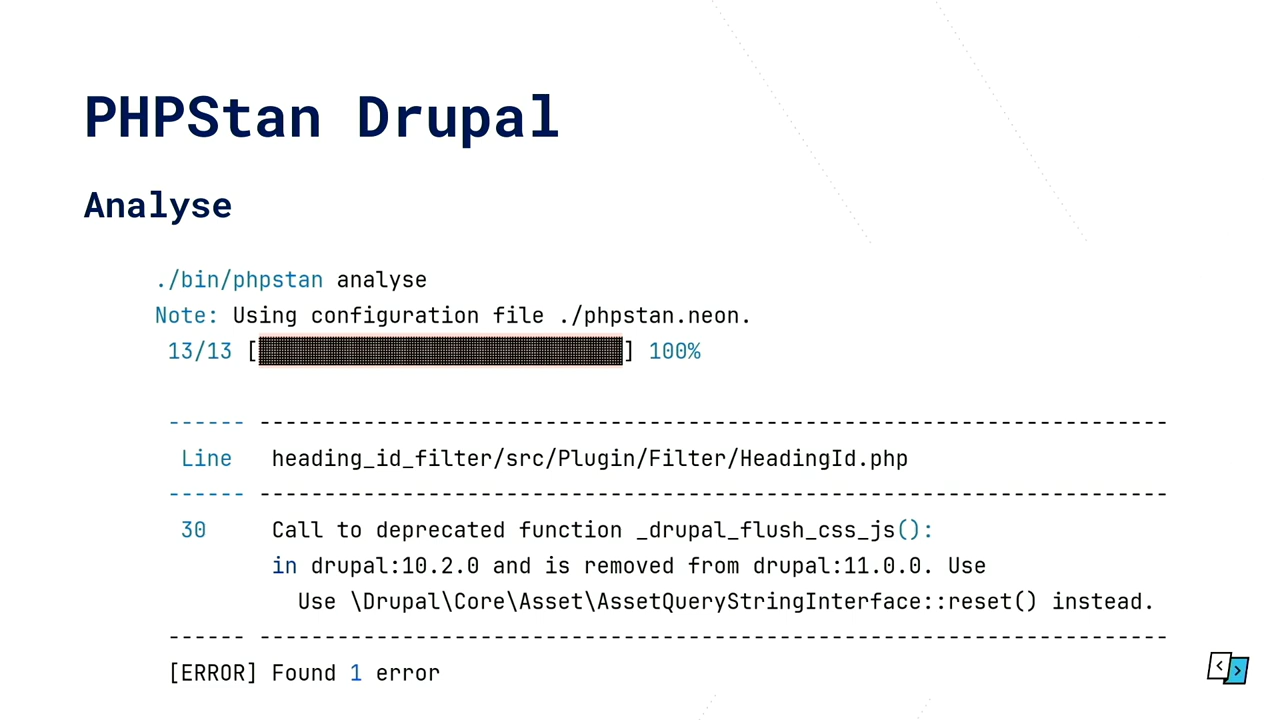 PHPStan Drupal
Analyse
./bin/phpstan analyse
Note: Using configuration file ./phpstan.neon.
13/13 [▓▓▓▓▓▓▓▓▓▓▓▓▓▓▓▓▓▓▓▓▓▓▓▓▓▓▓▓] 100%
------ ----------------------------------------------------------------------
Line heading_id_filter/src/Plugin/Filter/HeadingId.php
------ ----------------------------------------------------------------------
30 Call to deprecated function _drupal_flush_css_js():
in drupal:10.2.0 and is removed from drupal:11.0.0. Use
Use \Drupal\Core\Asset\AssetQueryStringInterface::reset() instead.
------ ----------------------------------------------------------------------
[ERROR] Found 1 error